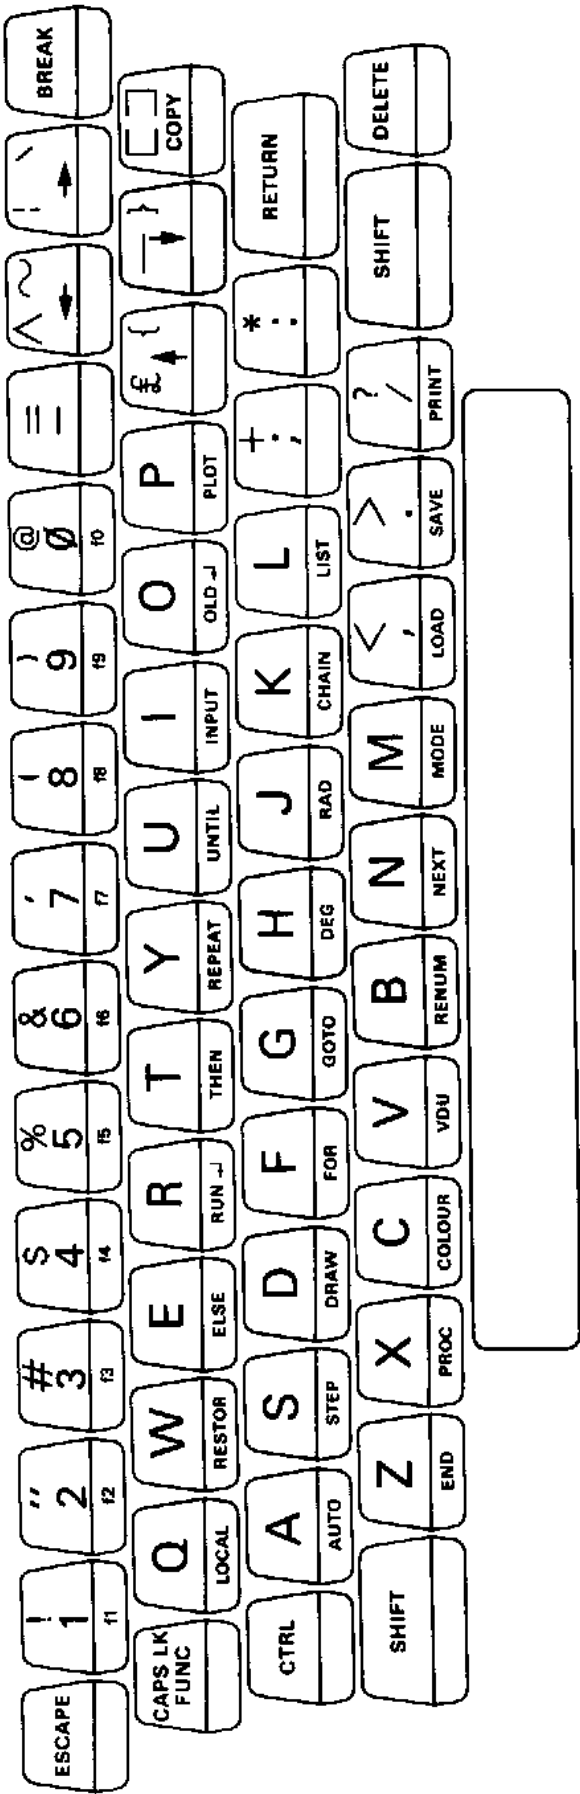 ESCAPE ! 1 f1 " 2 f2 # 3 f3 $ 4 f4 % 5 f5 & 6 f6 ' 7 f7 ( 8 f8 ) 9 f9 @ 0 f0 = - ^ ~ ← ¦ \ → BREAK
CAPS LK FUNC Q LOCAL W RESTOR E ELSE R RUN ↵ T THEN Y REPEAT U UNTIL I INPUT O OLD ↵ P PLOT £ { ↑ _ } ↓ [ ] COPY
CTRL A AUTO S STEP D DRAW F FOR G GOTO H DEG J RAD K CHAIN L LIST + ; * : RETURN
SHIFT Z END X PROC C COLOUR V VDU B RENUM N NEXT M MODE < , LOAD > . SAVE ? / PRINT SHIFT DELETE